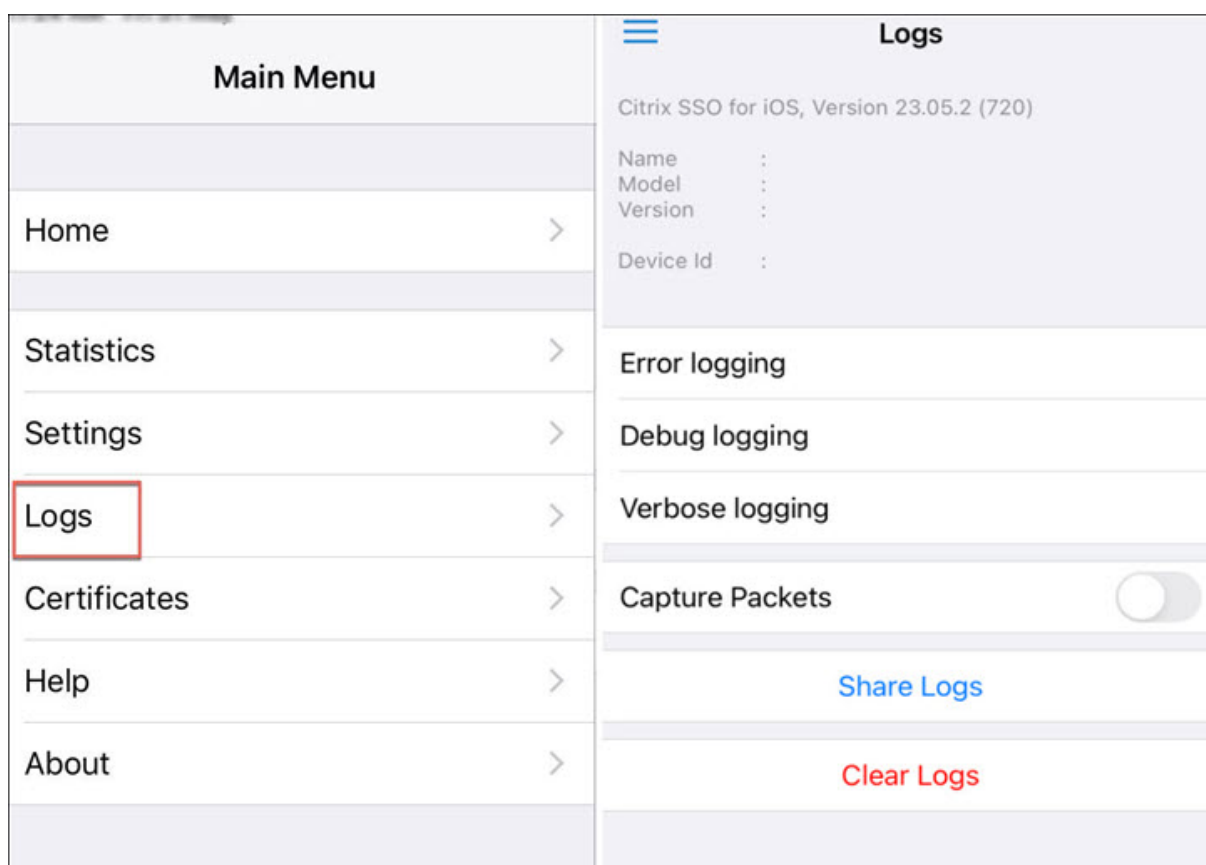 Main Menu
Home
Statistics
Settings
Logs
Certificates
Help
About
Logs
Citrix SSO for iOS, Version 23.05.2 (720)
Name :
Model :
Version :
Device Id :
Error logging
Debug logging
Verbose logging
Capture Packets
Share Logs
Clear Logs